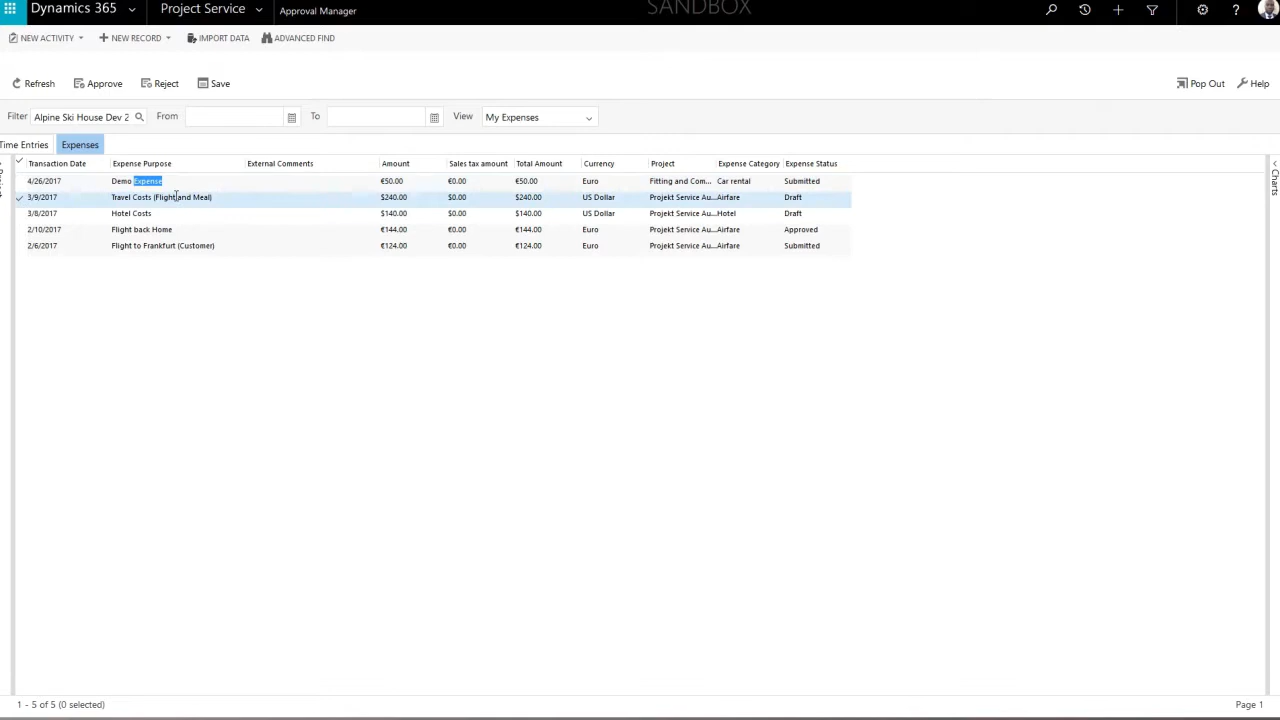 Dynamics 365 Project Service Approval Manager SANDBOX
NEW ACTIVITY NEW RECORD IMPORT DATA ADVANCED FIND
Refresh Approve Reject Save Pop Out Help
Filter Alpine Ski House Dev 2 From To View My Expenses
Time Entries Expenses
Transaction Date Expense Purpose External Comments Amount Sales tax amount Total Amount Currency Project Expense Category Expense Status
4/26/2017 Demo Expense €50.00 €0.00 €50.00 Euro Fitting and Com... Car rental Submitted
3/9/2017 Travel Costs (Flight and Meal) $240.00 $0.00 $240.00 US Dollar Projekt Service Au... Airfare Draft
3/8/2017 Hotel Costs $140.00 $0.00 $140.00 US Dollar Projekt Service Au... Hotel Draft
2/10/2017 Flight back Home €144.00 €0.00 €144.00 Euro Projekt Service Au... Airfare Approved
2/6/2017 Flight to Frankfurt (Customer) €124.00 €0.00 €124.00 Euro Projekt Service Au... Airfare Submitted
Charts
1 - 5 of 5 (0 selected) Page 1